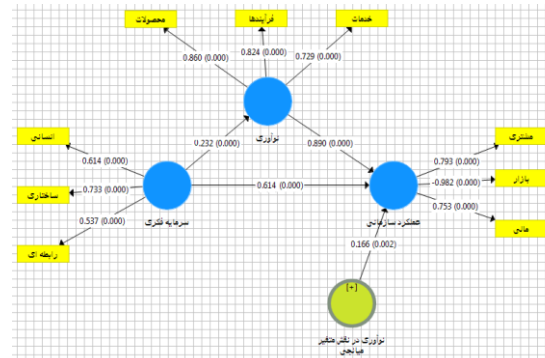 محصولات
فرآیندها
خدمات
0.860 (0.000)
0.824 (0.000)
0.729 (0.000)
نوآوری
0.232 (0.000)
0.890 (0.000)
انسانی
ساختاری
رابطه ای
0.614 (0.000)
0.733 (0.000)
0.537 (0.000)
سرمایه فکری
0.614 (0.000)
عملکرد سازمانی
مشتری
بازار
مالی
0.793 (0.000)
-0.982 (0.000)
0.753 (0.000)
0.166 (0.002)
[+]
نوآوری در نقش متغیر
میانجی